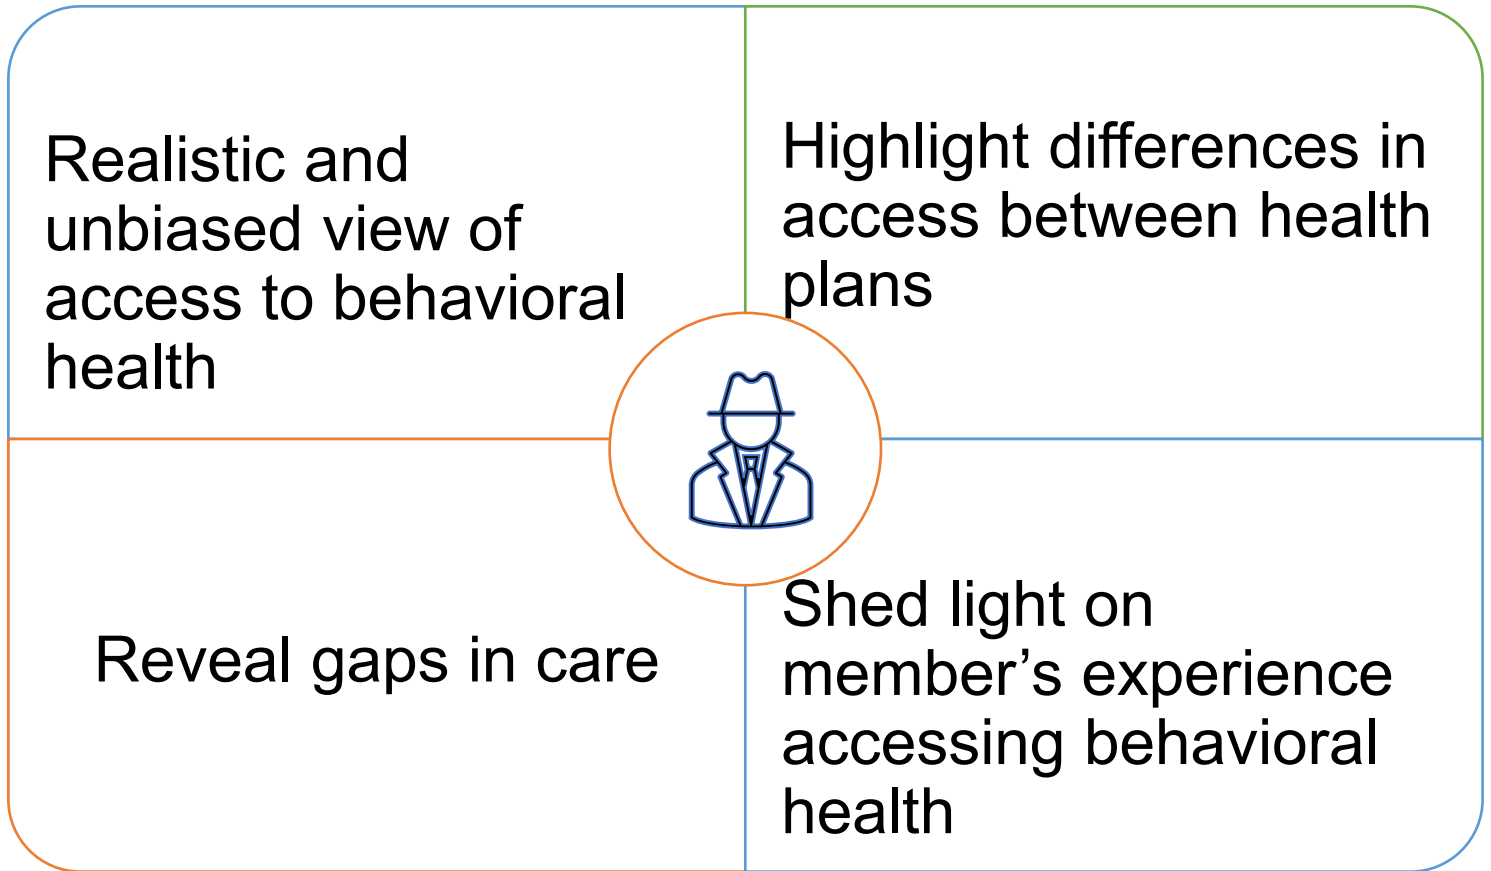 Realistic and
unbiased view of
access to behavioral
health
Highlight differences in
access between health
plans
Reveal gaps in care
Shed light on
member’s experience
accessing behavioral
health